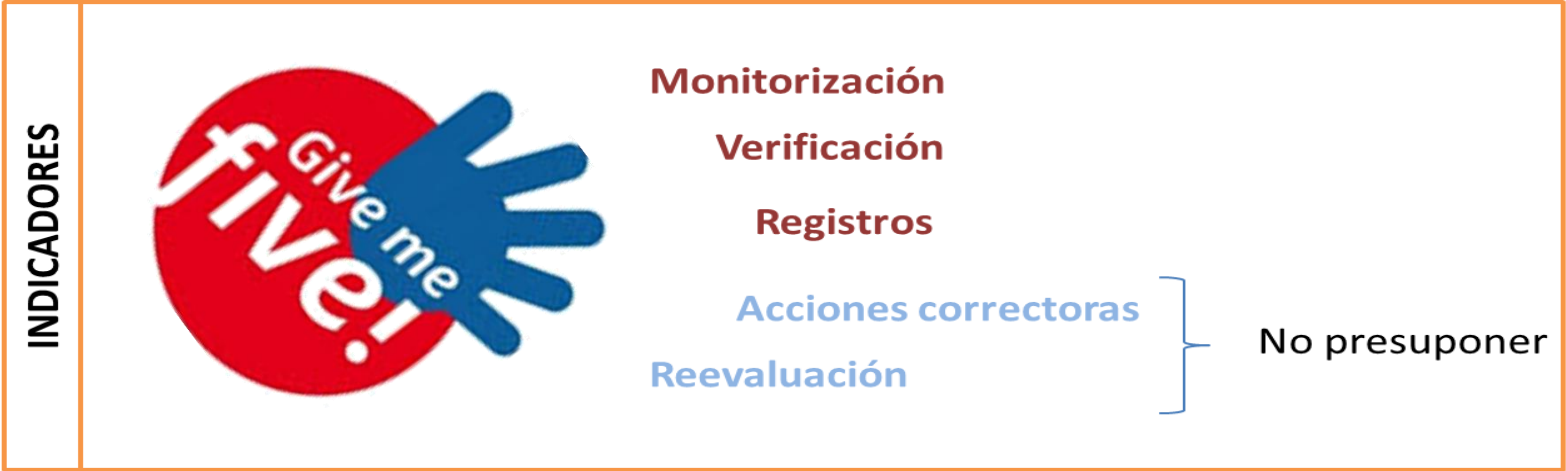 INDICADORES
Give me
five!
Monitorización
Verificación
Registros
Acciones correctoras
Reevaluación
No presuponer